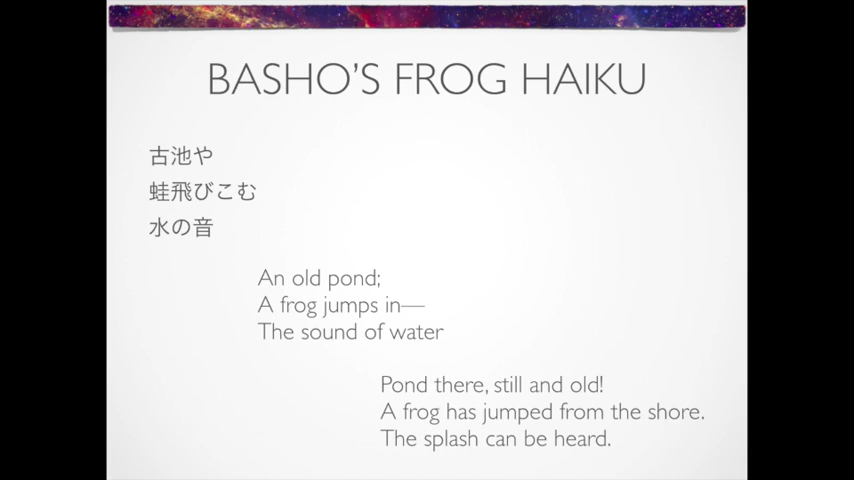 BASHO'S FROG HAIKU
古池や
蛙飛びこむ
水の音
An old pond;
A frog jumps in—
The sound of water
Pond there, still and old!
A frog has jumped from the shore.
The splash can be heard.